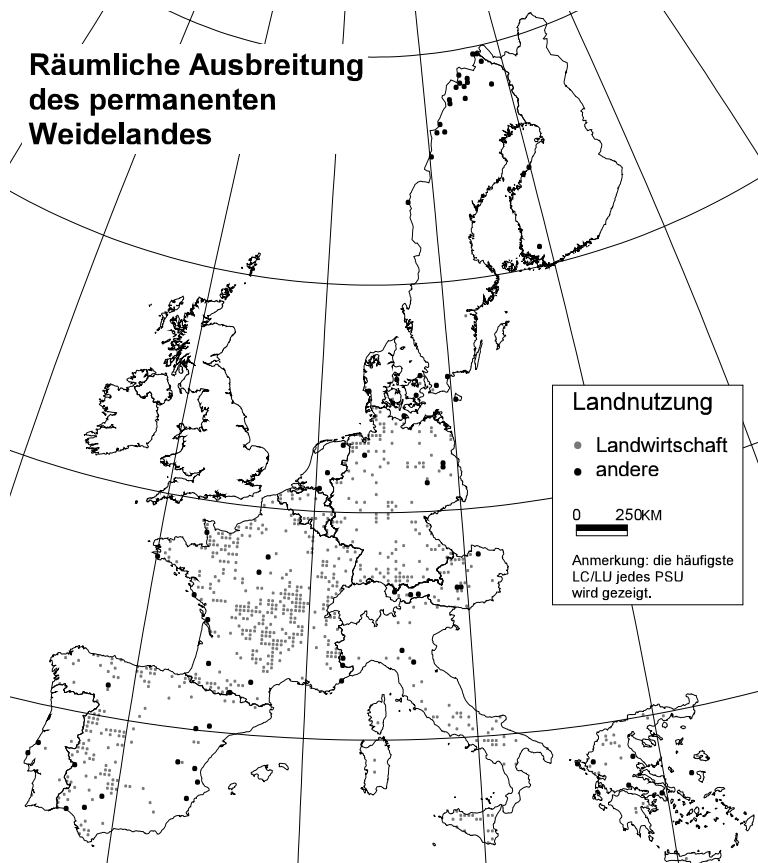 Räumliche Ausbreitung
des permanenten
Weidelandes
Landnutzung
Landwirtschaft
andere
0 250KM
Anmerkung: die häufigste
LC/LU jedes PSU
wird gezeigt.